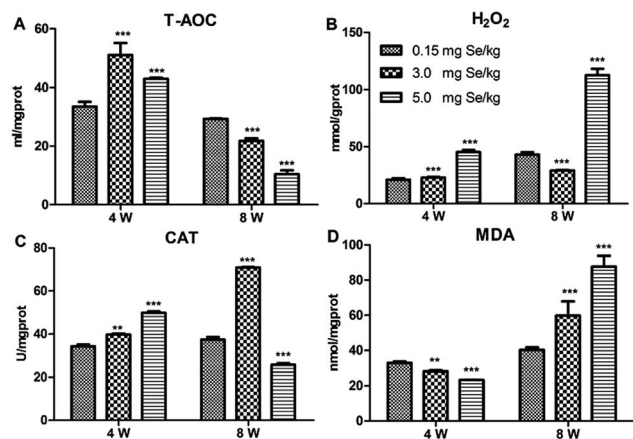 A
T-AOC
ml/mgprot
60
40
20
0
***
***
***
***
4 W
8 W
B
H2O2
mmol/gprot
150
100
50
0
0.15 mg Se/kg
3.0 mg Se/kg
5.0 mg Se/kg
***
***
***
***
4 W
8 W
C
CAT
U/mgprot
80
60
40
20
0
**
***
***
***
4 W
8 W
D
MDA
nmol/mgprot
100
80
60
40
20
0
**
***
***
***
4 W
8 W